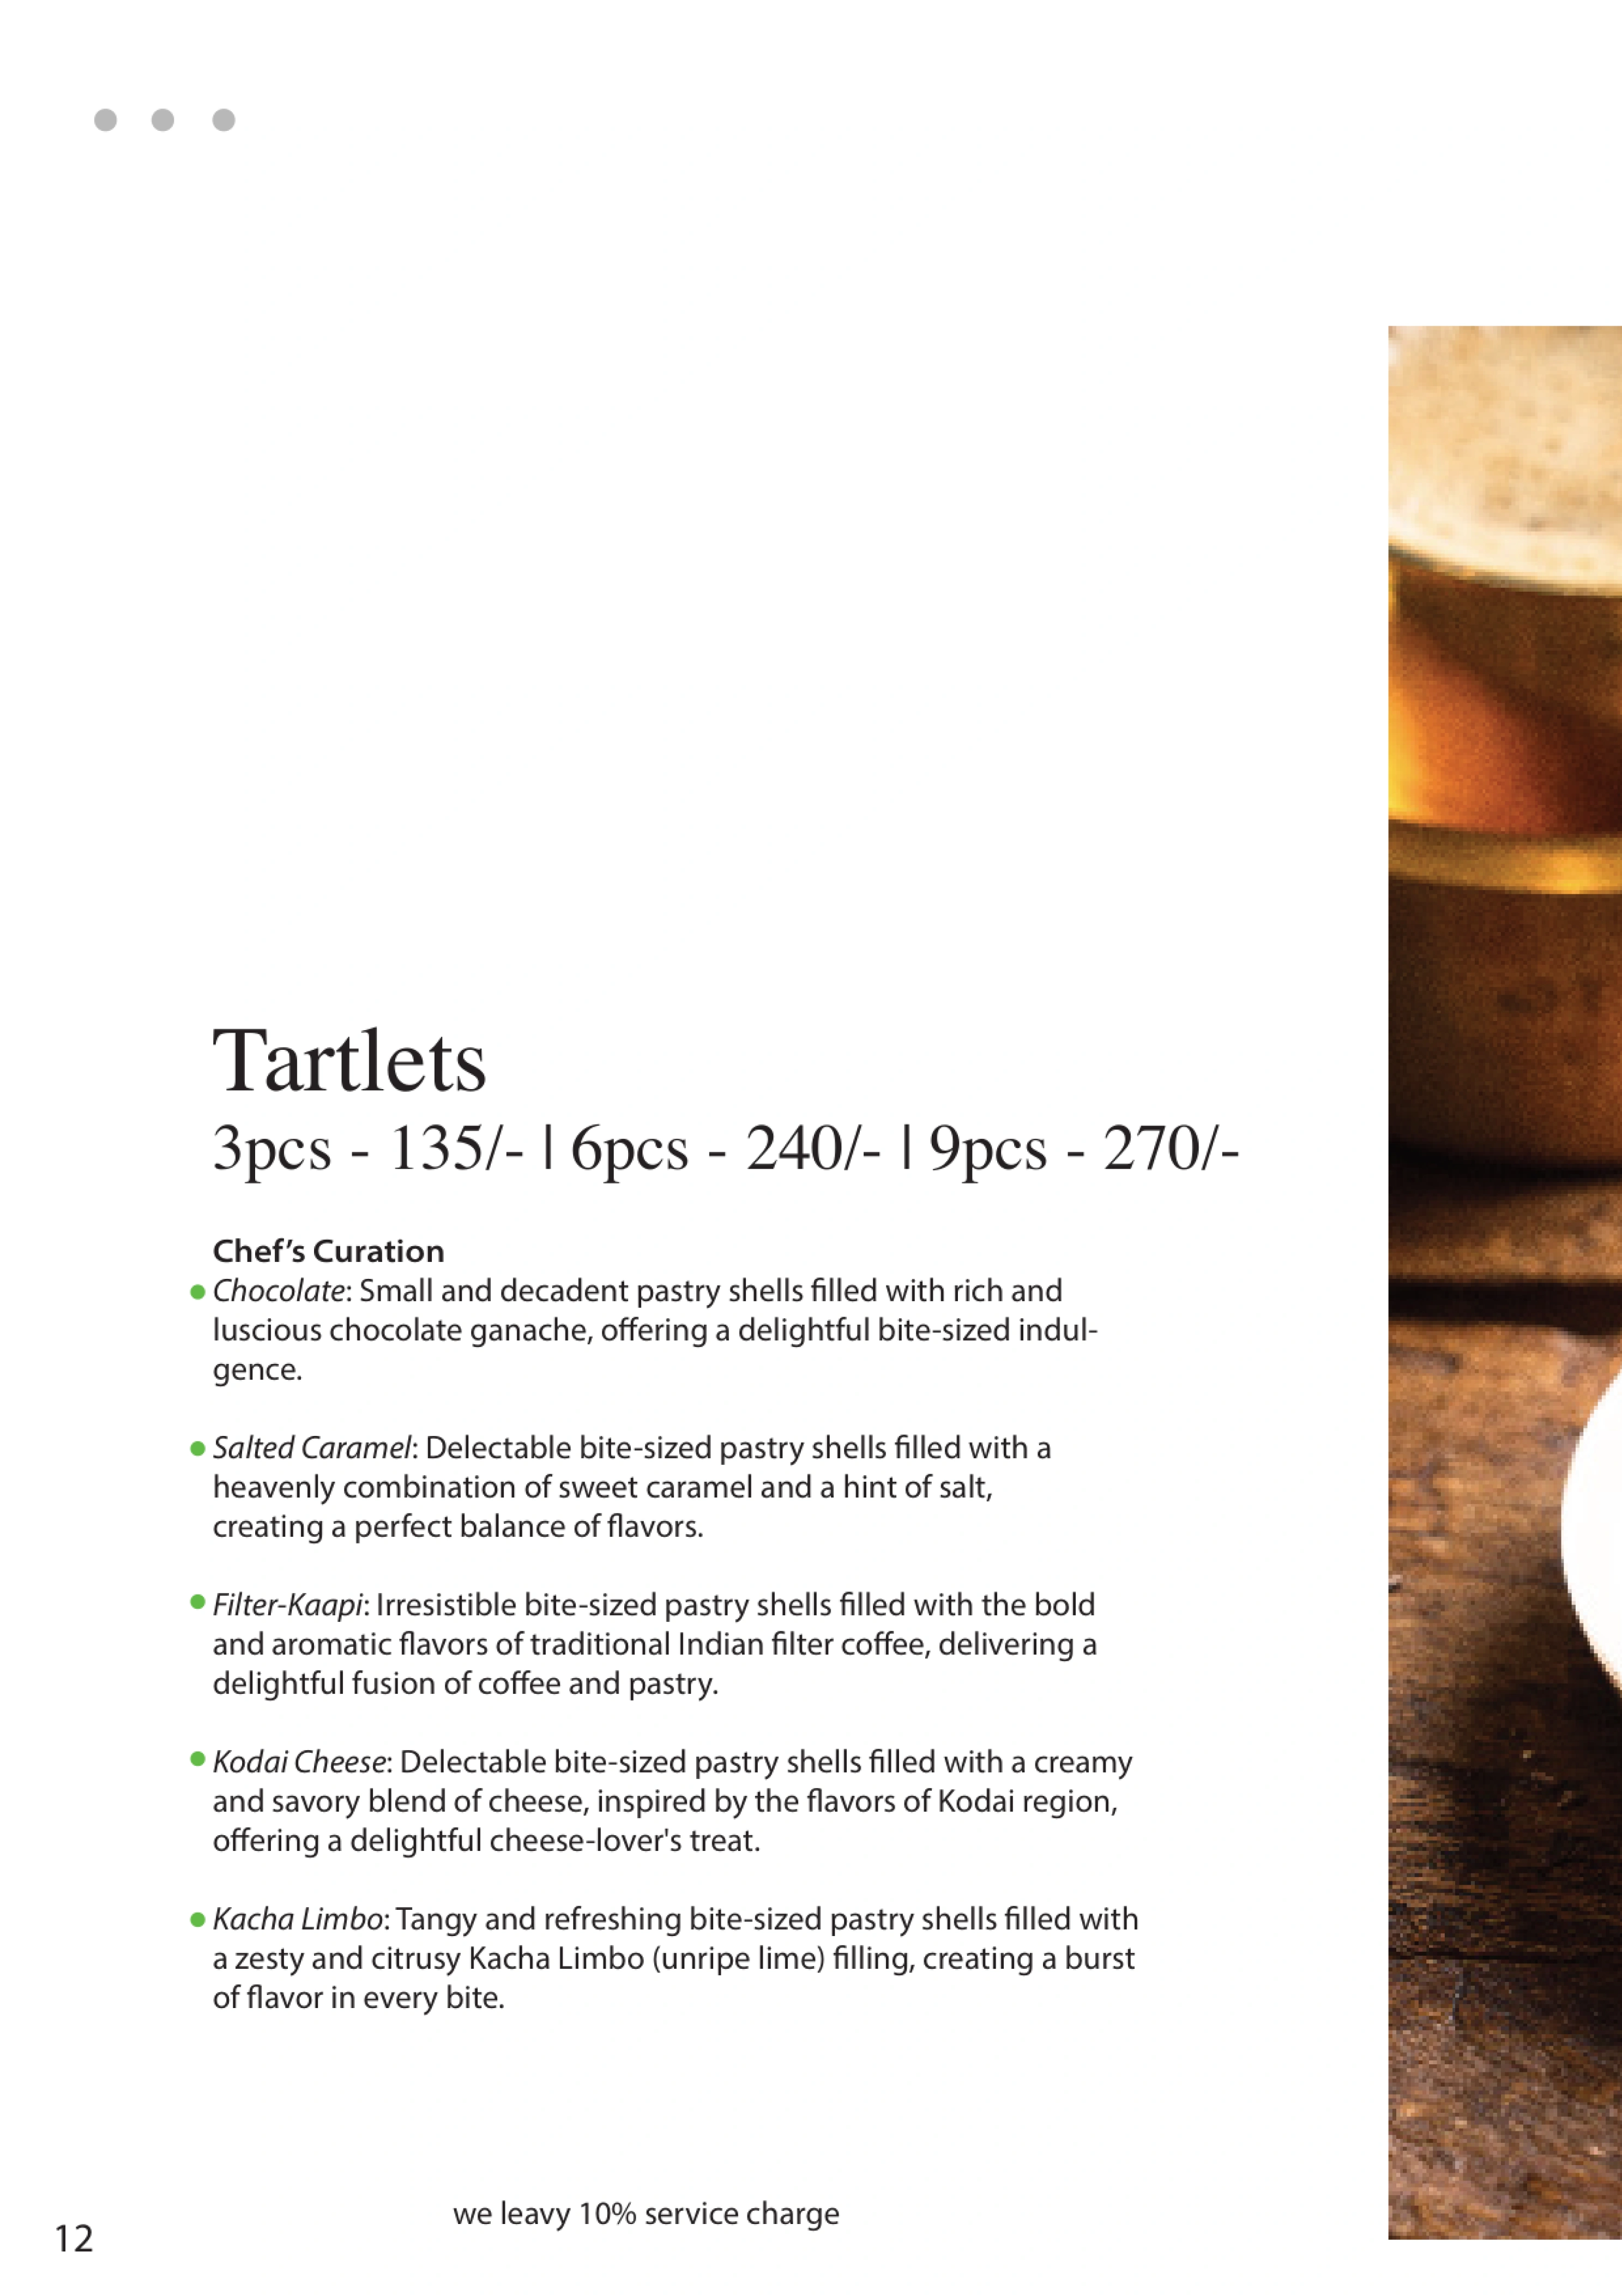 Tartlets
3pcs - 135/- | 6pcs - 240/- | 9pcs - 270/-
Chef’s Curation
Chocolate: Small and decadent pastry shells filled with rich and
luscious chocolate ganache, offering a delightful bite-sized indul-
gence.
Salted Caramel: Delectable bite-sized pastry shells filled with a
heavenly combination of sweet caramel and a hint of salt,
creating a perfect balance of flavors.
Filter-Kaapi: Irresistible bite-sized pastry shells filled with the bold
and aromatic flavors of traditional Indian filter coffee, delivering a
delightful fusion of coffee and pastry.
Kodai Cheese: Delectable bite-sized pastry shells filled with a creamy
and savory blend of cheese, inspired by the flavors of Kodai region,
offering a delightful cheese-lover's treat.
Kacha Limbo: Tangy and refreshing bite-sized pastry shells filled with
a zesty and citrusy Kacha Limbo (unripe lime) filling, creating a burst
of flavor in every bite.
we leavy 10% service charge
12